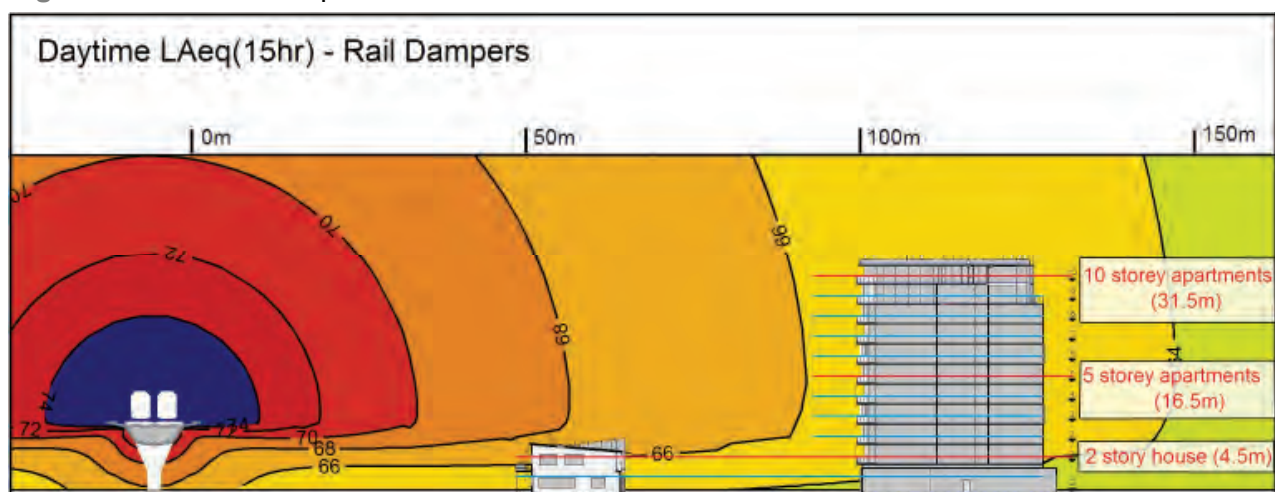 Daytime LAeq(15hr) - Rail Dampers
0m
50m
100m
150m
70
70
72
66
68
74
72
74
70
68
66
66
64
10 storey apartments
(31.5m)
5 storey apartments
(16.5m)
2 story house (4.5m)